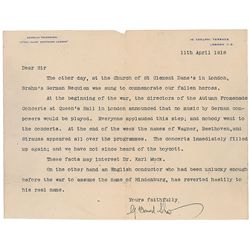 10 ADELPHI TERRACE
LONDON W.C.2
11th April 1918
Dear Sir
The other day, at the Church of St Clement Dane's in London,
Brahm's German Requiem was sung to commemorate our fallen heroes.
At the beginning of the war, the directors of the Autumn Promenade
Concerts at Queen's Hall in London announced that no music by German com-
posers would be played. Everyone applauded this step; and nobody went to
the concerts. At the end of the week the names of Wagner, Beethoven, and
Strauss appeared all over the programmes. The concerts immediately filled
up again; and we have not since heard of the boycott.
These facts may interest Dr. Karl Muck.
On the other hand an English conductor who had been unlucky enough
before the war to assume the name of Hindenburg, has reverted hastily to
his real name.
Yours faithfully
G. Bernard Shaw